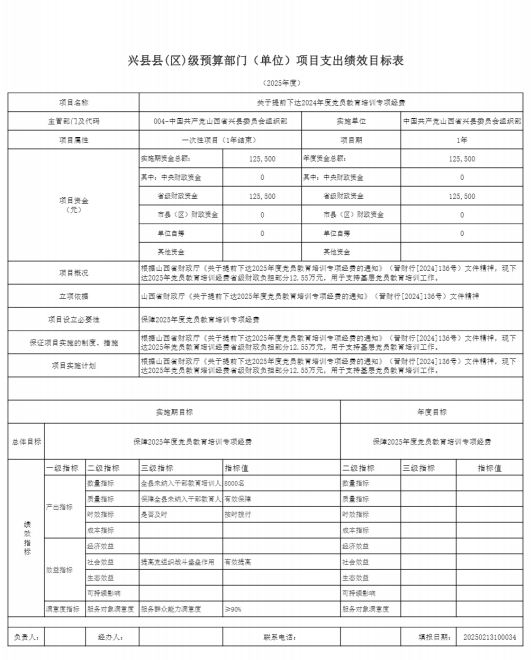 兴县县(区)级预算部门（单位）项目支出绩效目标表
（2025年度）
项目名称 关于提前下达2024年度党员教育培训专项经费
主管部门及代码 004-中国共产党山西省兴县委员会组织部 实施单位 中国共产党山西省兴县委员会组织部
项目属性 一次性项目（1年结束） 项目期 1年
项目资金
（元）
实施期资金总额： 125,500 年度资金总额： 125,500
其中：中央财政资金 0 其中：中央财政资金 0
省级财政资金 125,500 省级财政资金 125,500
市县（区）财政资金 0 市县（区）财政资金 0
单位自筹 0 单位自筹 0
其他资金 其他资金
项目概况 根据山西省财政厅《关于提前下达2025年度党员教育培训专项经费的通知》（晋财行[2024]136号）文件精神，现下
达2025年党员教育培训经费省级财政负担部分12.55万元，用于支持基层党员教育培训工作。
立项依据 山西省财政厅《关于提前下达2025年度党员教育培训专项经费的通知》（晋财行[2024]136号）文件精神
项目设立必要性 保障2025年度党员教育培训专项经费
保证项目实施的制度、措施 根据山西省财政厅《关于提前下达2025年度党员教育培训专项经费的通知》（晋财行[2024]136号）文件精神，现下
达2025年党员教育培训经费省级财政负担部分12.55万元，用于支持基层党员教育培训工作。
项目实施计划 根据山西省财政厅《关于提前下达2025年度党员教育培训专项经费的通知》（晋财行[2024]136号）文件精神，现下
达2025年党员教育培训经费省级财政负担部分12.55万元，用于支持基层党员教育培训工作。
实施期目标 年度目标
总体目标 保障2025年度党员教育培训专项经费 保障2025年度党员教育培训专项经费
绩效指标
一级指标 二级指标 三级指标 指标值 二级指标 三级指标 指标值
产出指标
数量指标 全县未纳入干部教育培训人 8000名 数量指标
质量指标 保障全县未纳入干部教育人 有效保障 质量指标
时效指标 是否及时 按时拨付 时效指标
成本指标 成本指标
效益指标
经济效益 经济效益
社会效益 提高党组织战斗堡垒作用 有效提高 社会效益
生态效益 生态效益
可持续影响 可持续影响
满意度指标 服务对象满意度 服务群众能力满意度 ≥90% 服务对象满意度
负责人： 经办人： 联系电话： 填报日期： 20250213100034